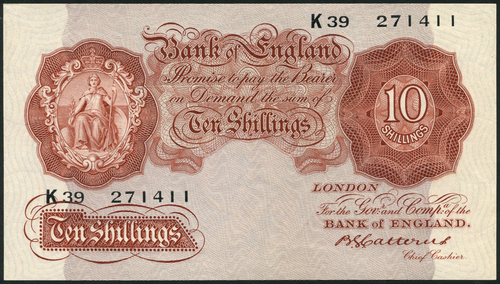 K39 271411
Bank of England
Promise to pay the Bearer
on Demand the sum of
Ten Shillings
10
SHILLINGS
K39 271411
Ten Shillings
LONDON
For the Govr. and Compa. of the
BANK OF ENGLAND.
B G Catterns
Chief Cashier